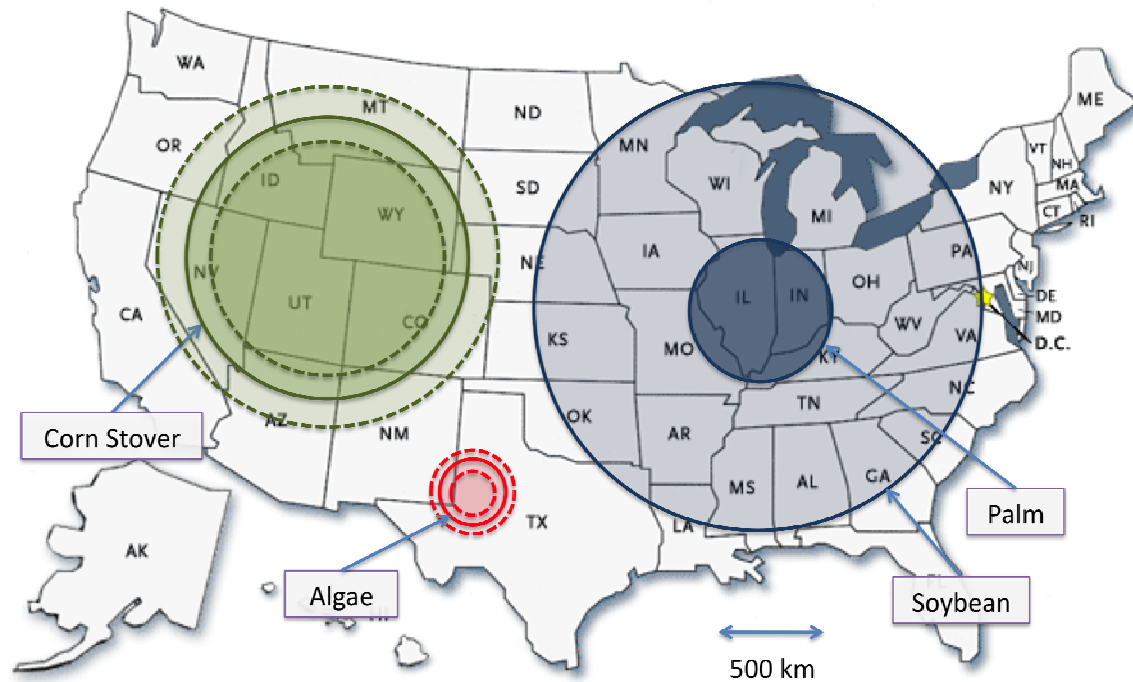 WA
MT
ND
MN
ME
OR
ID
SD
WI
MI
VT
NH
NY
MA
CT
RI
WY
NE
IA
PA
NJ
NV
UT
CO
IL
IN
OH
DE
MD
WV
VA
D.C.
CA
KS
MO
KY
NC
TN
AZ
NM
OK
AR
SC
Corn Stover
MS
AL
GA
Palm
TX
LA
AK
Algae
FL
Soybean
HI
500 km